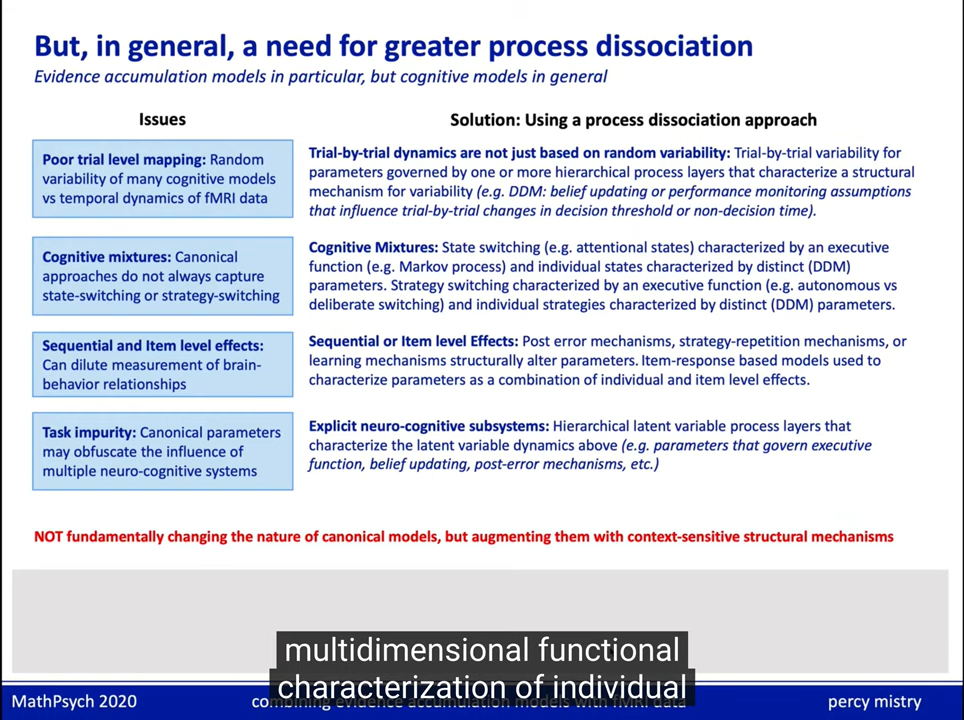 But, in general, a need for greater process dissociation
Evidence accumulation models in particular, but cognitive models in general
Issues
Solution: Using a process dissociation approach
Poor trial level mapping: Random
variability of many cognitive models
vs temporal dynamics of fMRI data
Trial-by-trial dynamics are not just based on random variability: Trial-by-trial variability for
parameters governed by one or more hierarchical process layers that characterize a structural
mechanism for variability (e.g. DDM: belief updating or performance monitoring assumptions
that influence trial-by-trial changes in decision threshold or non-decision time).
Cognitive mixtures: Canonical
approaches do not always capture
state-switching or strategy-switching
Cognitive Mixtures: State switching (e.g. attentional states) characterized by an executive
function (e.g. Markov process) and individual states characterized by distinct (DDM)
parameters. Strategy switching characterized by an executive function (e.g. autonomous vs
deliberate switching) and individual strategies characterized by distinct (DDM) parameters.
Sequential and Item level effects:
Can dilute measurement of brain-
behavior relationships
Sequential or Item level Effects: Post error mechanisms, strategy-repetition mechanisms, or
learning mechanisms structurally alter parameters. Item-response based models used to
characterize parameters as a combination of individual and item level effects.
Task impurity: Canonical parameters
may obfuscate the influence of
multiple neuro-cognitive systems
Explicit neuro-cognitive subsystems: Hierarchical latent variable process layers that
characterize the latent variable dynamics above (e.g. parameters that govern executive
function, belief updating, post-error mechanisms, etc.)
NOT fundamentally changing the nature of canonical models, but augmenting them with context-sensitive structural mechanisms
multidimensional functional
characterization of individual
MathPsych 2020
combining evidence accumulation models with fMRI data
percy mistry